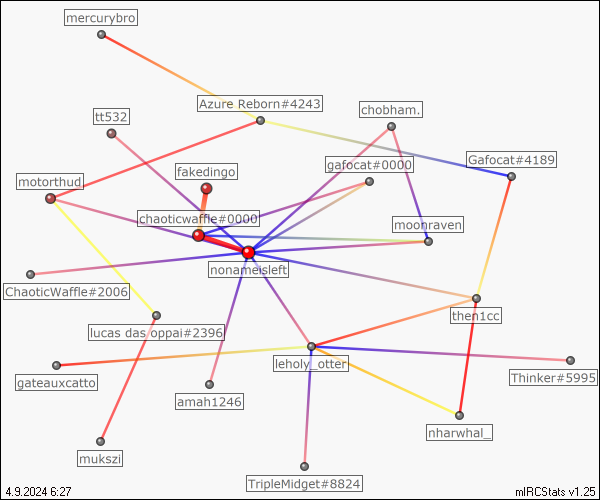 mercurybro
Azure Reborn#4243
chobham.
tt532
gafocat#0000
Gafocat#4189
fakedingo
motorthud_
chaoticwaffle#0000
moonraven
nonameisleft
ChaoticWaffle#2006
then1cc
lucas das oppai#2396
leholy_otter
gateauxcatto
Thinker#5995
amah1246
nharwhal_
mukszi
TripleMidget#8824
4.9.2024 6:27
mIRCStats v1.25